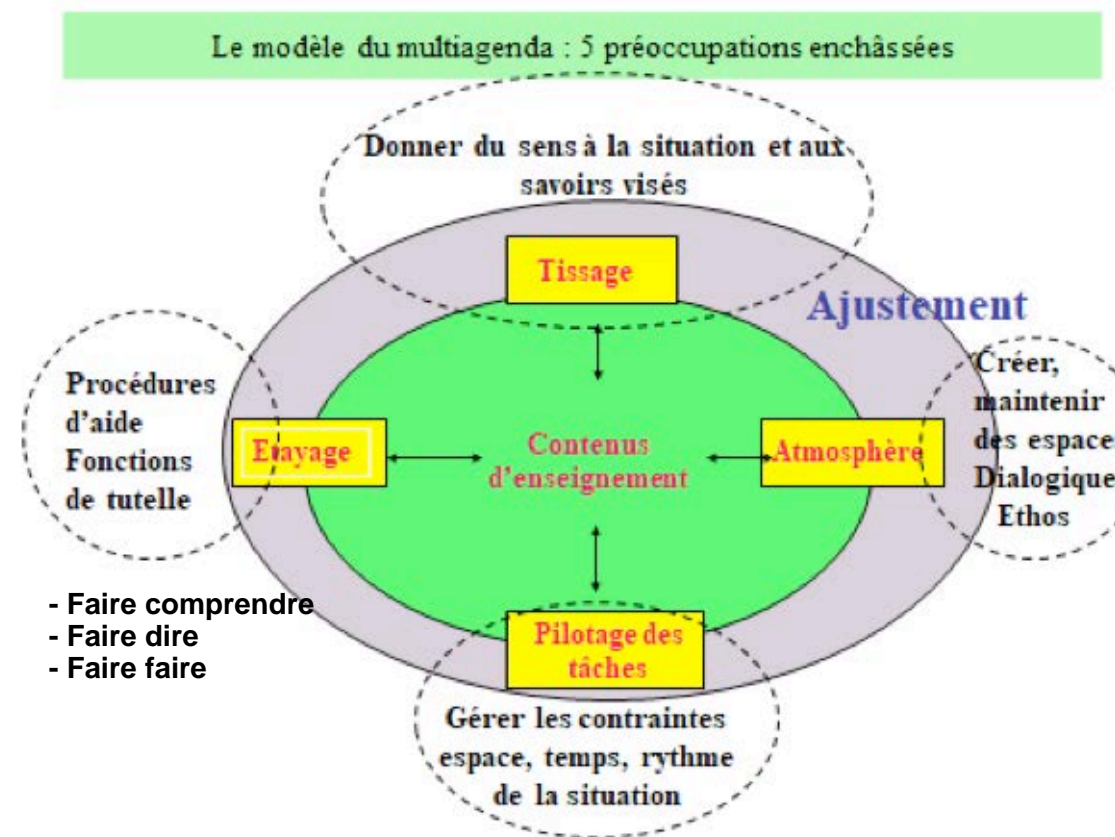 Le modèle du multiagenda : 5 préoccupations enchâssées
Donner du sens à la situation et aux
savoirs visés
Tissage
Ajustement
Procédures
d'aide
Fonctions
de tutelle
Etayage
Contenus
d'enseignement
Atmosphère
Créer,
maintenir
des espace
Dialogique
Ethos
- Faire comprendre
- Faire dire
- Faire faire
Pilotage des
tâches
Gérer les contraintes
espace, temps, rythme
de la situation